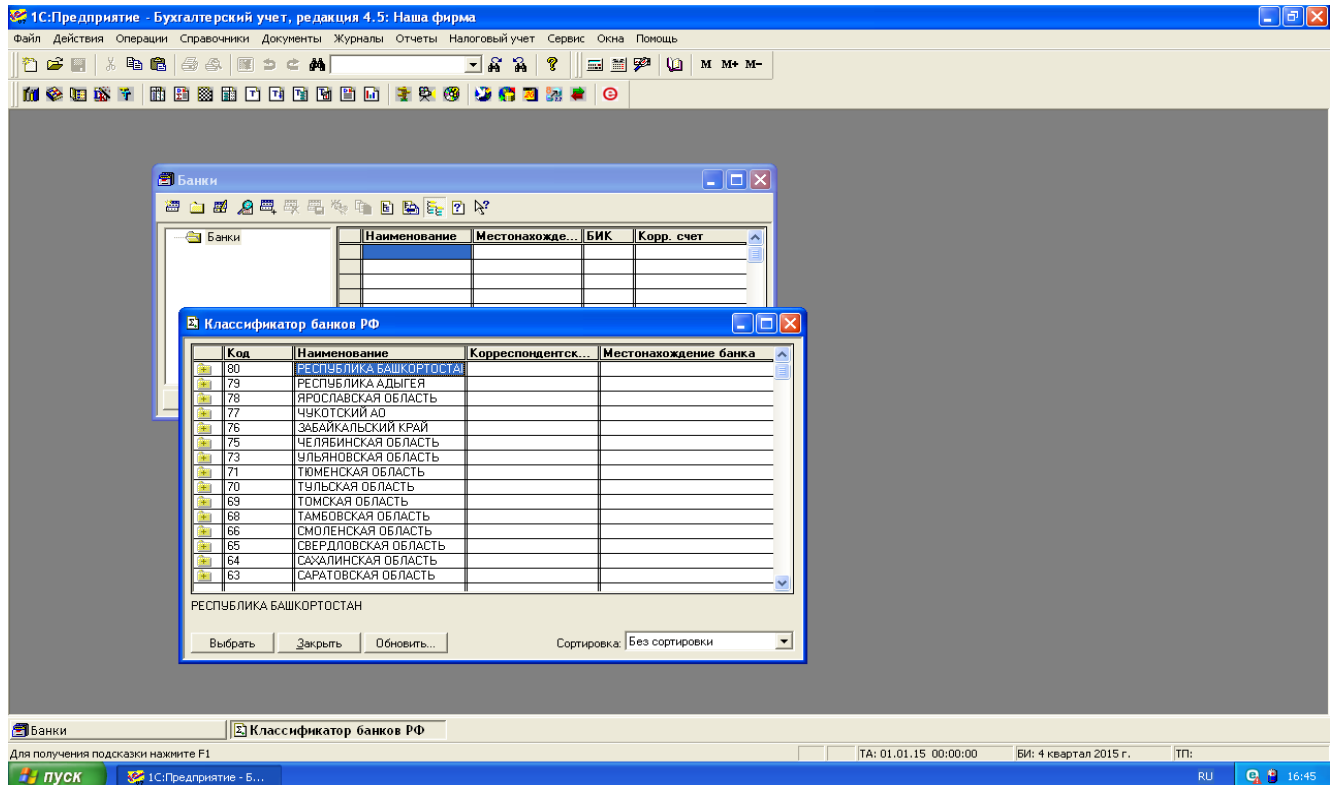 1С:Предприятие - Бухгалтерский учет, редакция 4.5: Наша фирма
Файл Действия Операции Справочники Документы Журналы Отчеты Налоговый учет Сервис Окна Помощь
M M+ M-
Банки
Банки
Наименование Местонахожде... БИК Корр. счет
Классификатор банков РФ
Код Наименование Корреспондентск... Местонахождение банка
80 РЕСПУБЛИКА БАШКОРТОСТАН
79 РЕСПУБЛИКА АДЫГЕЯ
78 ЯРОСЛАВСКАЯ ОБЛАСТЬ
77 ЧУКОТСКИЙ АО
76 ЗАБАЙКАЛЬСКИЙ КРАЙ
75 ЧЕЛЯБИНСКАЯ ОБЛАСТЬ
73 УЛЬЯНОВСКАЯ ОБЛАСТЬ
71 ТЮМЕНСКАЯ ОБЛАСТЬ
70 ТУЛЬСКАЯ ОБЛАСТЬ
69 ТОМСКАЯ ОБЛАСТЬ
68 ТАМБОВСКАЯ ОБЛАСТЬ
66 СМОЛЕНСКАЯ ОБЛАСТЬ
65 СВЕРДЛОВСКАЯ ОБЛАСТЬ
64 САХАЛИНСКАЯ ОБЛАСТЬ
63 САРАТОВСКАЯ ОБЛАСТЬ
РЕСПУБЛИКА БАШКОРТОСТАН
Выбрать Закрыть Обновить... Сортировка: Без сортировки
Банки Классификатор банков РФ
Для получения подсказки нажмите F1 ТА: 01.01.15 00:00:00 БИ: 4 квартал 2015 г. ТП:
пуск 1С:Предприятие - Б... RU 16:45